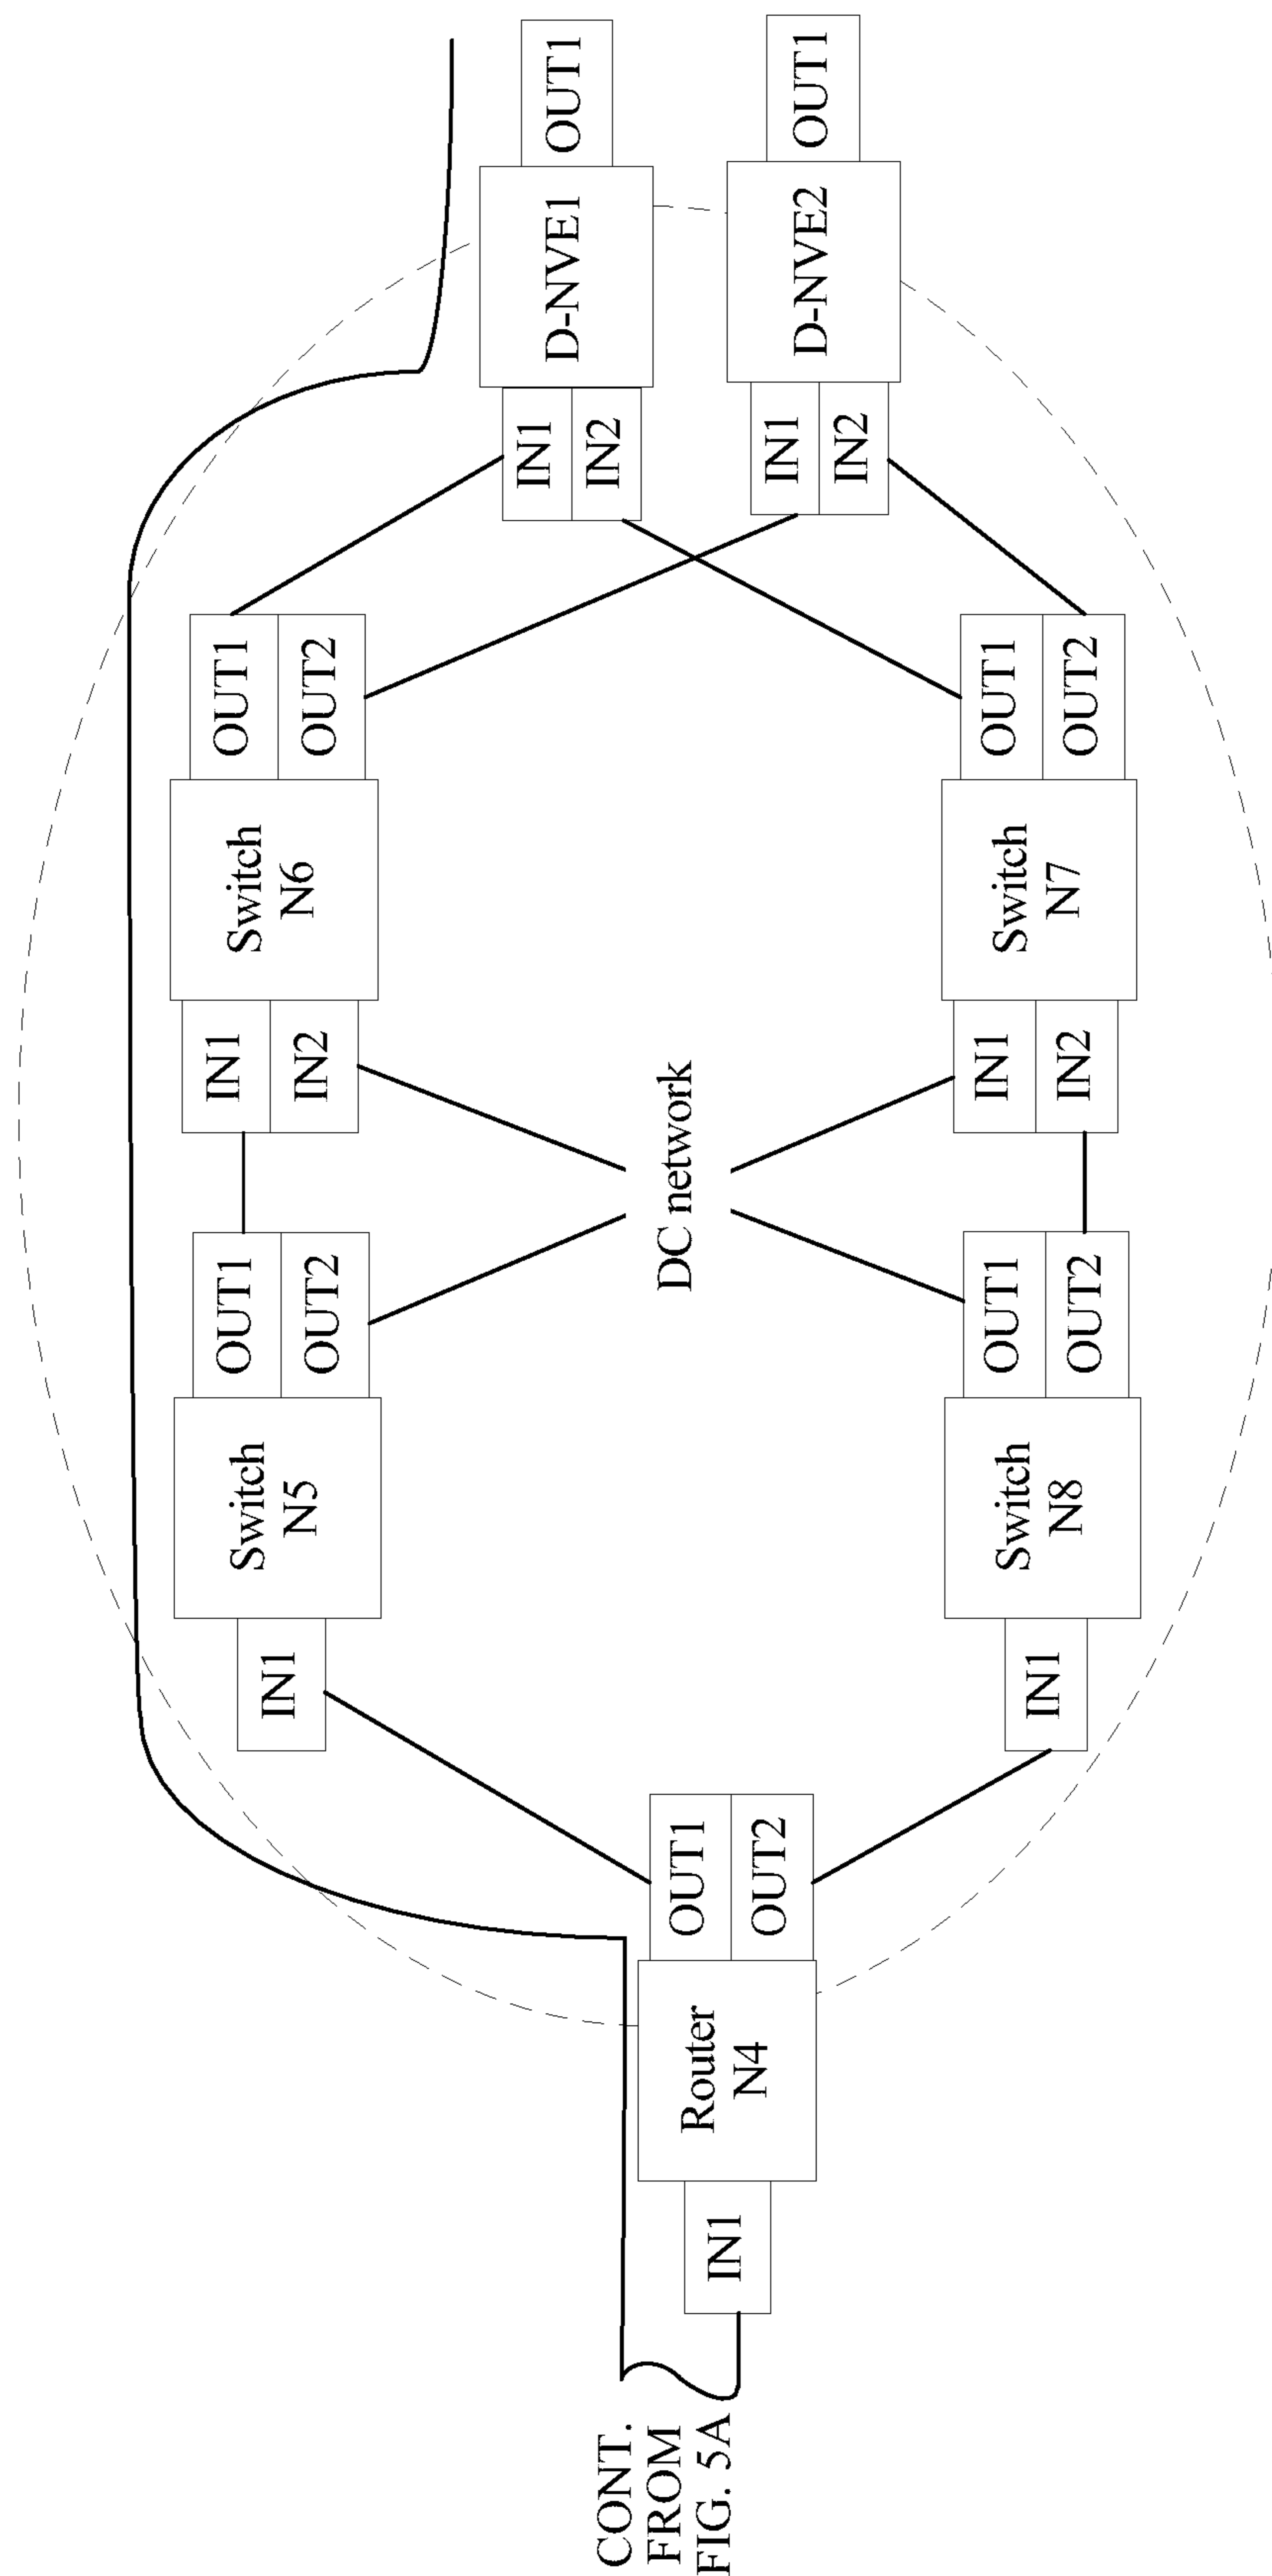 CONT.
FROM
FIG. 5A
IN1
Router
N4
OUT1
OUT2
IN1
Switch
N5
OUT1
OUT2
IN1
IN2
Switch
N6
OUT1
OUT2
DC network
IN1
Switch
N8
OUT1
OUT2
IN1
IN2
Switch
N7
OUT1
OUT2
IN1
IN2
D-NVE1
OUT1
IN1
IN2
D-NVE2
OUT1